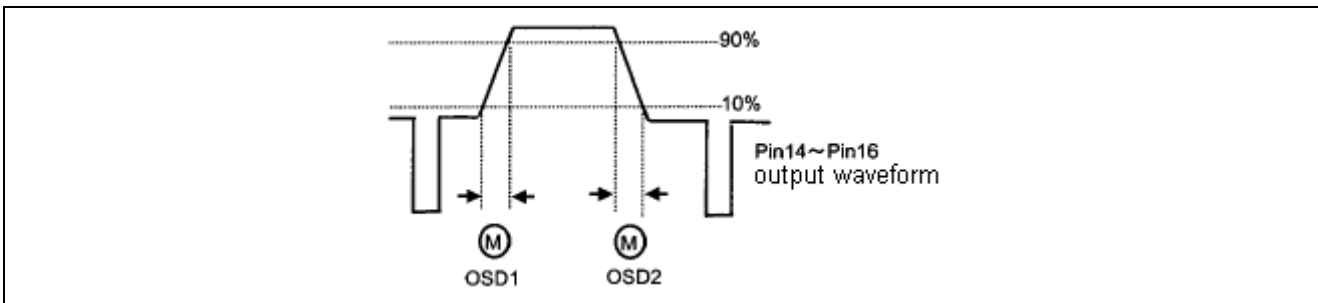 90%
10%
Pin14～Pin16
output waveform
M M
OSD1 OSD2